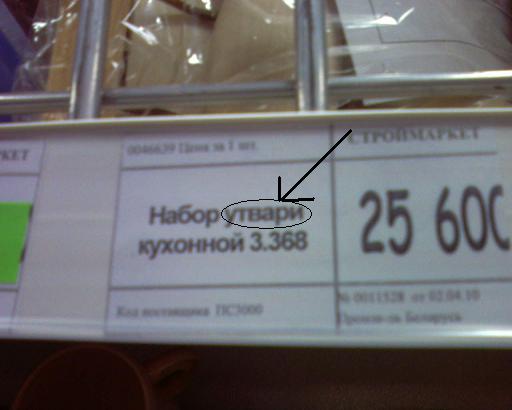 КЕТ
0046639 Цена за 1 шт.
СТРОЙМАРКЕТ
Набор утвари
кухонной 3.368
25 600
Код поставщика ПС3000
№ 0011528 от 02.04.10
Произв-ль Беларусь